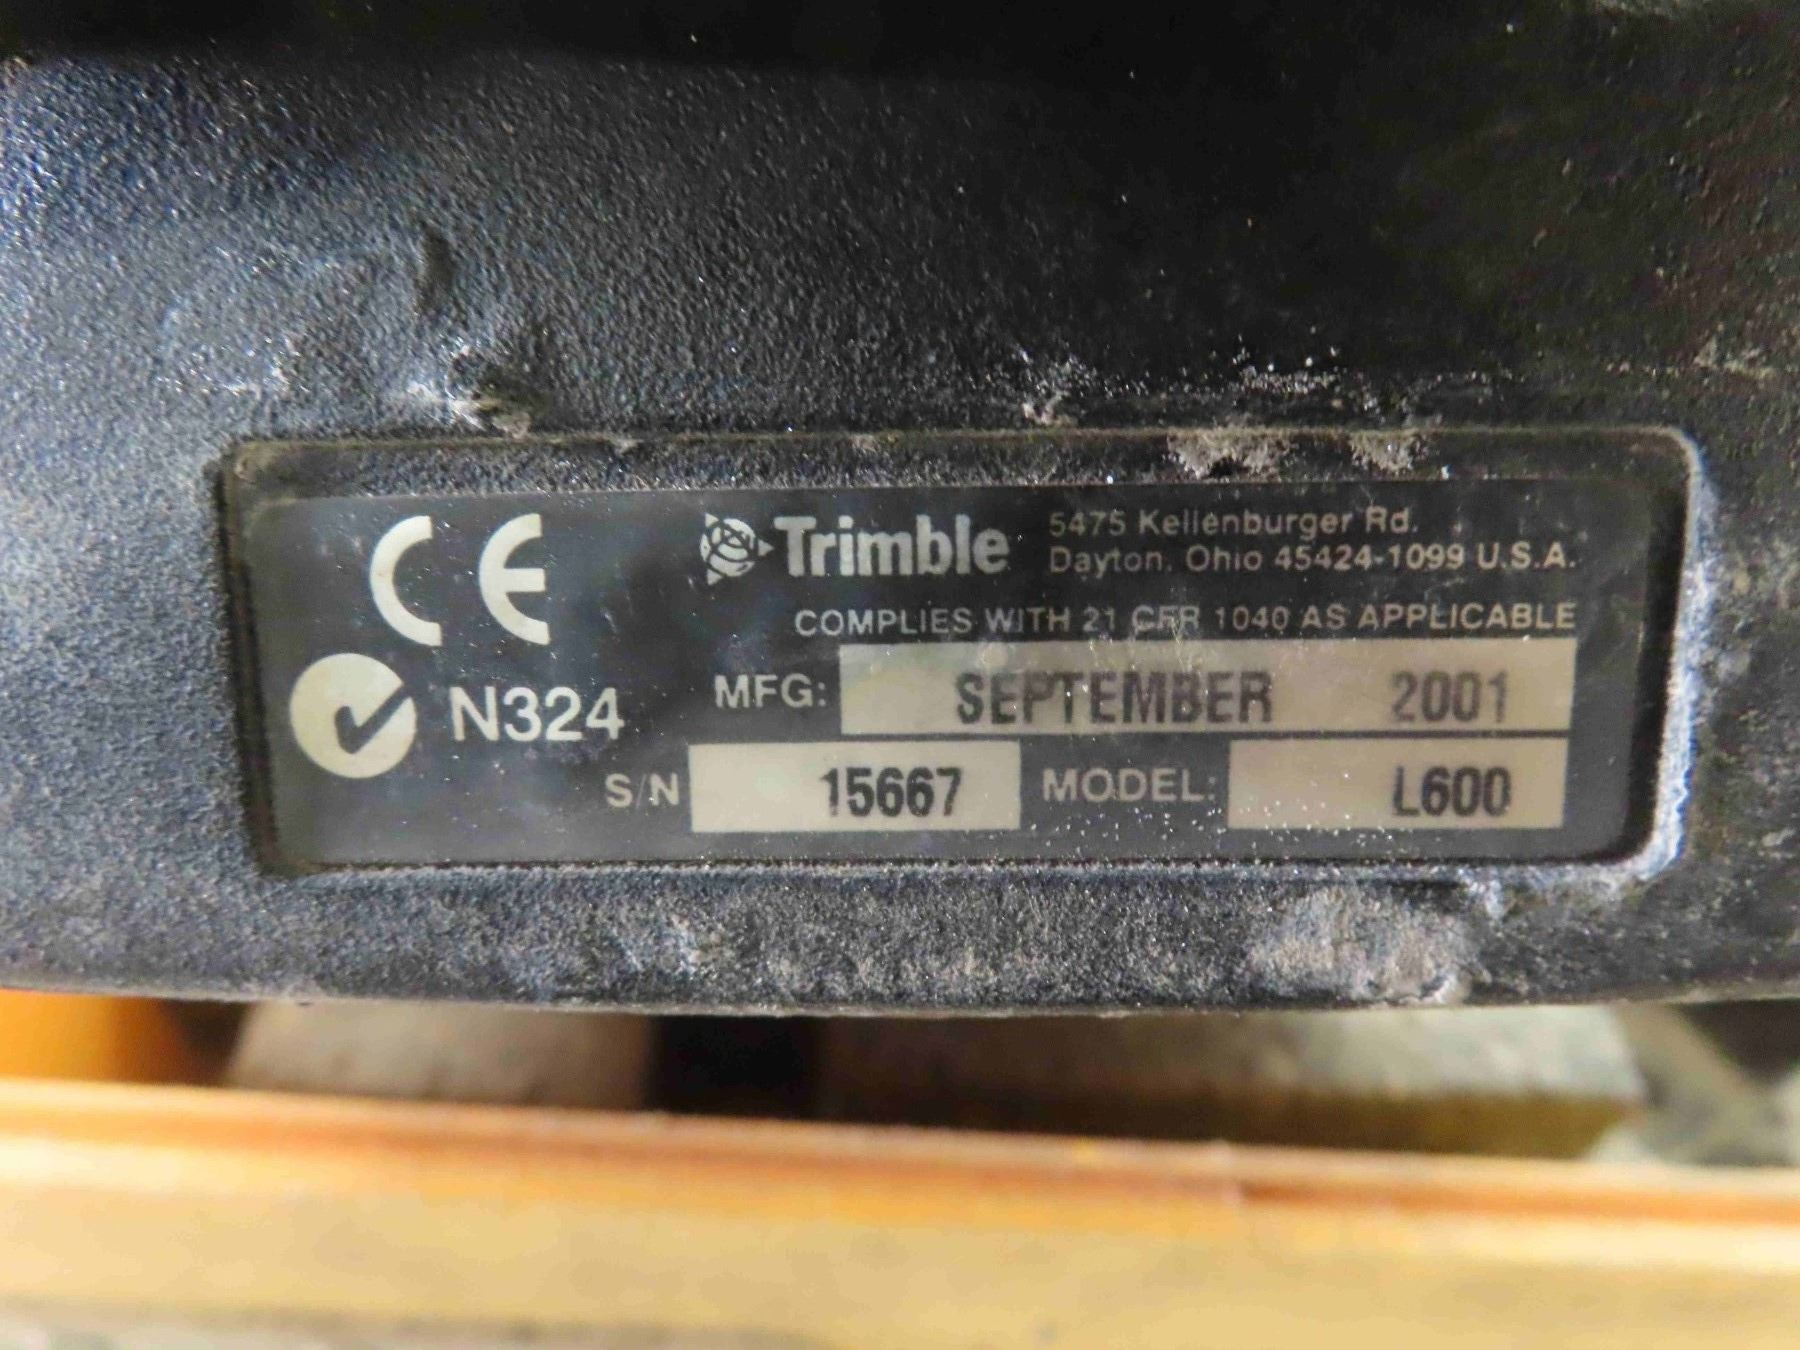 CE
Trimble
5475 Kellenburger Rd.
Dayton, Ohio 45424-1099 U.S.A.
COMPLIES WITH 21 CFR 1040 AS APPLICABLE
N324
MFG: SEPTEMBER 2001
S/N 15667 MODEL: L600